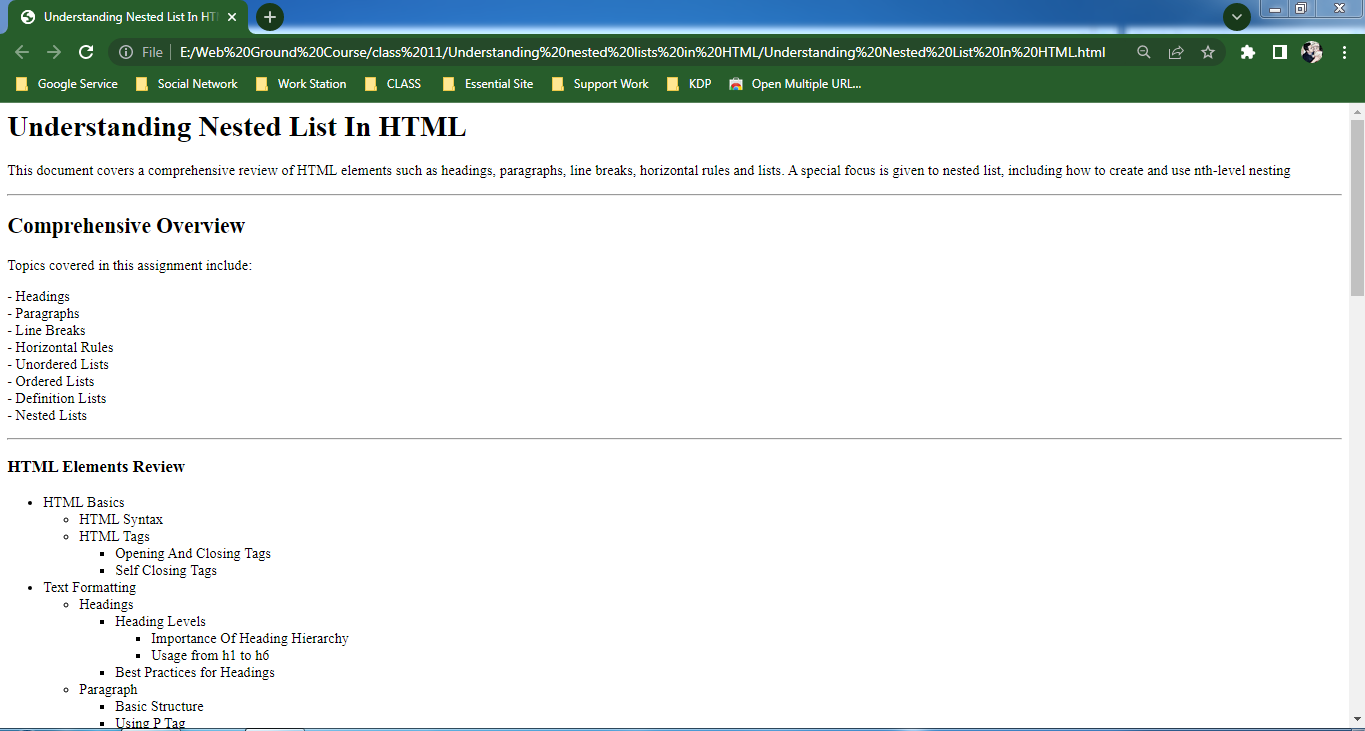 Understanding Nested List In HT
File
E:/Web%20Ground%20Course/class%2011/Understanding%20nested%20lists%20in%20HTML/Understanding%20Nested%20List%20In%20HTML.html
Google Service
Social Network
Work Station
CLASS
Essential Site
Support Work
KDP
Open Multiple URL...
Understanding Nested List In HTML
This document covers a comprehensive review of HTML elements such as headings, paragraphs, line breaks, horizontal rules and lists. A special focus is given to nested list, including how to create and use nth-level nesting
Comprehensive Overview
Topics covered in this assignment include:
- Headings
- Paragraphs
- Line Breaks
- Horizontal Rules
- Unordered Lists
- Ordered Lists
- Definition Lists
- Nested Lists
HTML Elements Review
HTML Basics
HTML Syntax
HTML Tags
Opening And Closing Tags
Self Closing Tags
Text Formatting
Headings
Heading Levels
Importance Of Heading Hierarchy
Usage from h1 to h6
Best Practices for Headings
Paragraph
Basic Structure
Using P Tag